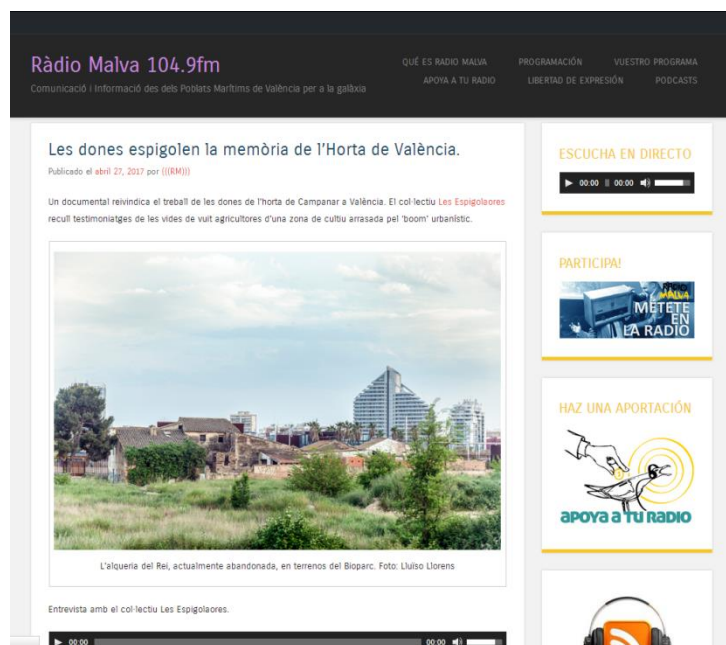 Ràdio Malva 104.9fm
Comunicació i Informació des dels Poblats Marítims de València per a la galàxia
QUÉ ES RADIO MALVA
PROGRAMACIÓN
VUESTRO PROGRAMA
APOYA A TU RADIO
LIBERTAD DE EXPRESIÓN
PODCASTS
Les dones espigolen la memòria de l'Horta de València.
Publicado el abril 27, 2017 por (((RM)))
Un documental reivindica el treball de les dones de l'horta de Campanar a València. El col·lectiu Les Espigolaores
recull testimoniatges de les vides de vuit agricultores d'una zona de cultiu arrasada pel 'boom' urbanístic.
L'alqueria del Rei, actualment abandonada, en terrenos del Bioparc. Foto: Lluïso Llorens
Entrevista amb el col·lectiu Les Espigolaores.
00:00
00:00
ESCUCHA EN DIRECTO
00:00
00:00
PARTICIPA!
RÀDIO
MALVA
MÉTETE
EN
LA RADIO
HAZ UNA APORTACIÓN
apoya a tu radio